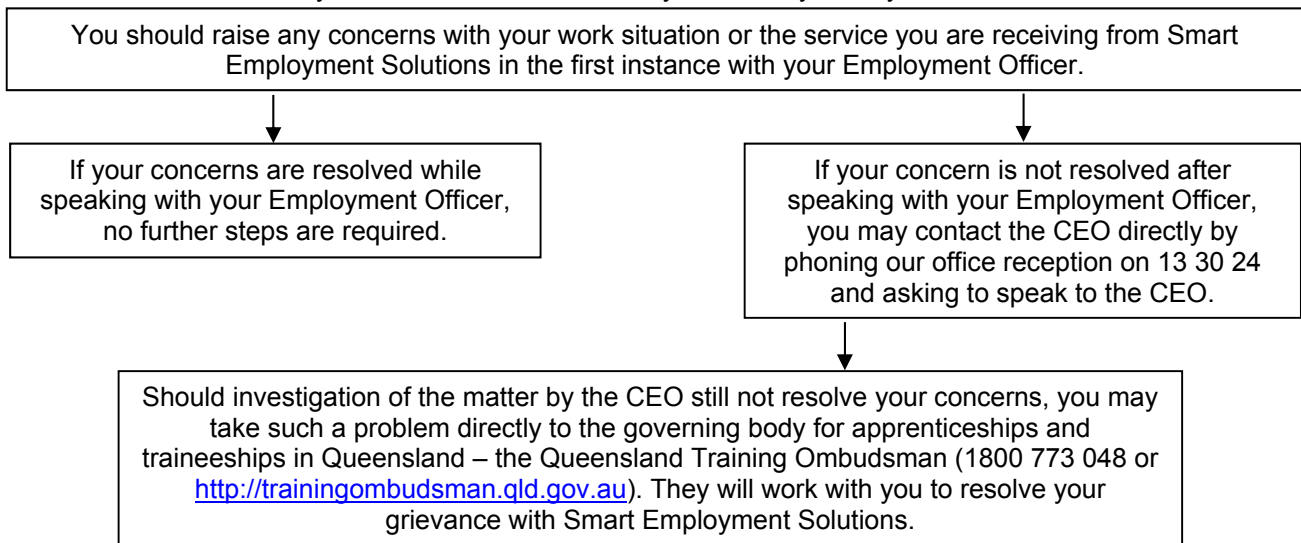 You should raise any concerns with your work situation or the service you are receiving from Smart
Employment Solutions in the first instance with your Employment Officer.
If your concerns are resolved while
speaking with your Employment Officer,
no further steps are required.
If your concern is not resolved after
speaking with your Employment Officer,
you may contact the CEO directly by
phoning our office reception on 13 30 24
and asking to speak to the CEO.
Should investigation of the matter by the CEO still not resolve your concerns, you may
take such a problem directly to the governing body for apprenticeships and
traineeships in Queensland – the Queensland Training Ombudsman (1800 773 048 or
http://trainingombudsman.qld.gov.au). They will work with you to resolve your
grievance with Smart Employment Solutions.